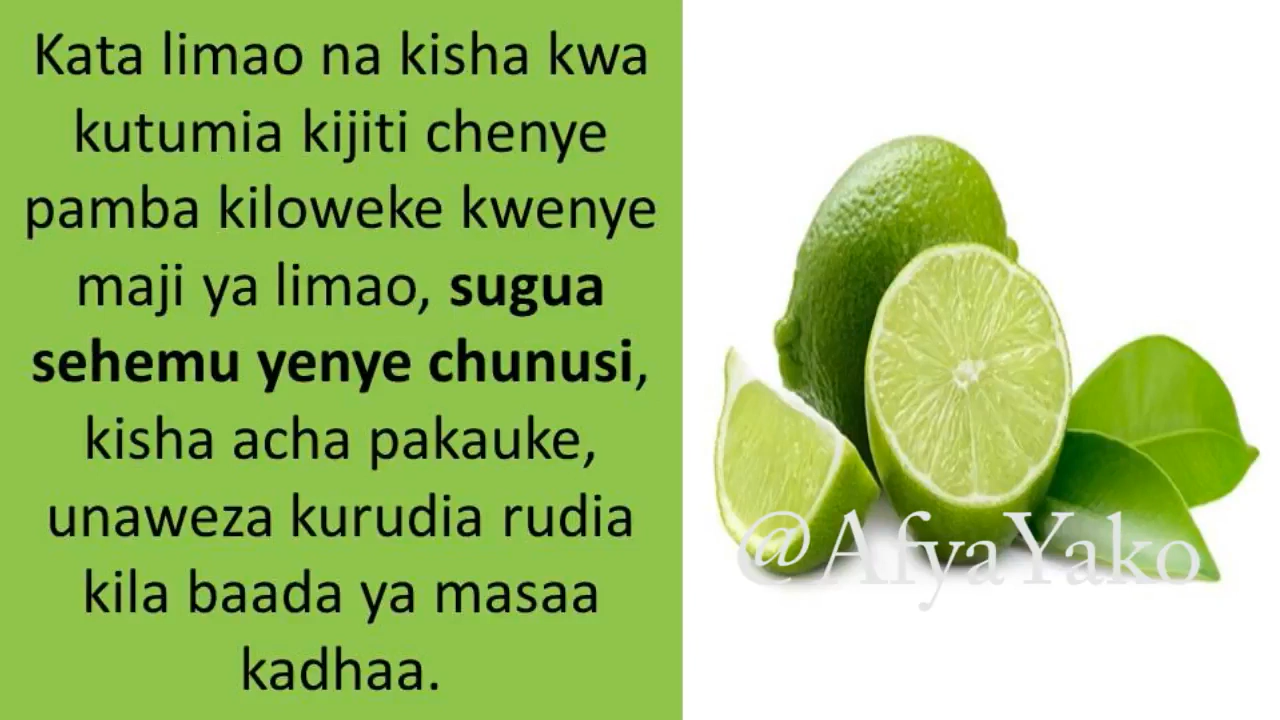 Kata limao na kisha kwa
kutumia kijiti chenye
pamba kiloweke kwenye
maji ya limao, sugua
sehemu yenye chunusi,
kisha acha pakauke,
unaweza kurudia rudia
kila baada ya masaa
kadhaa.
@AfyaYako